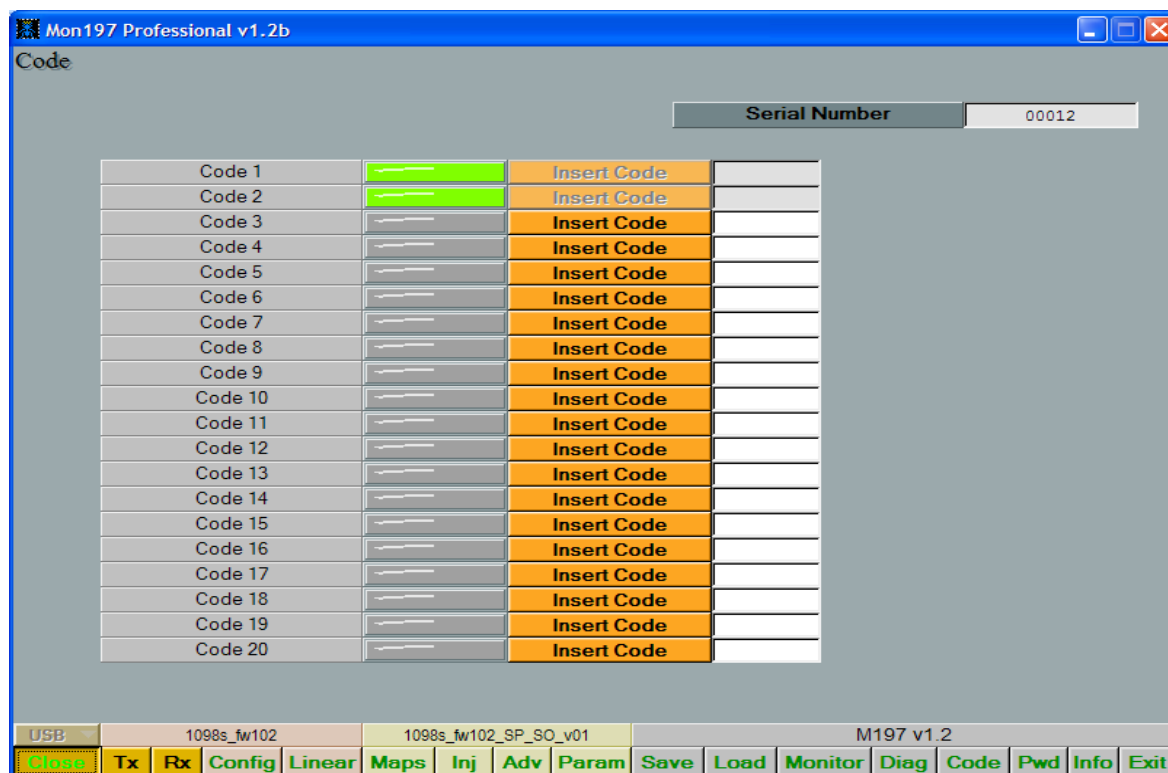 Mon197 Professional v1.2b
Code
Serial Number 00012
Code 1 Insert Code
Code 2 Insert Code
Code 3 Insert Code
Code 4 Insert Code
Code 5 Insert Code
Code 6 Insert Code
Code 7 Insert Code
Code 8 Insert Code
Code 9 Insert Code
Code 10 Insert Code
Code 11 Insert Code
Code 12 Insert Code
Code 13 Insert Code
Code 14 Insert Code
Code 15 Insert Code
Code 16 Insert Code
Code 17 Insert Code
Code 18 Insert Code
Code 19 Insert Code
Code 20 Insert Code
USB 1098s_fw102 1098s_fw102_SP_SO_v01 M197 v1.2
Close Tx Rx Config Linear Maps Inj Adv Param Save Load Monitor Diag Code Pwd Info Exit